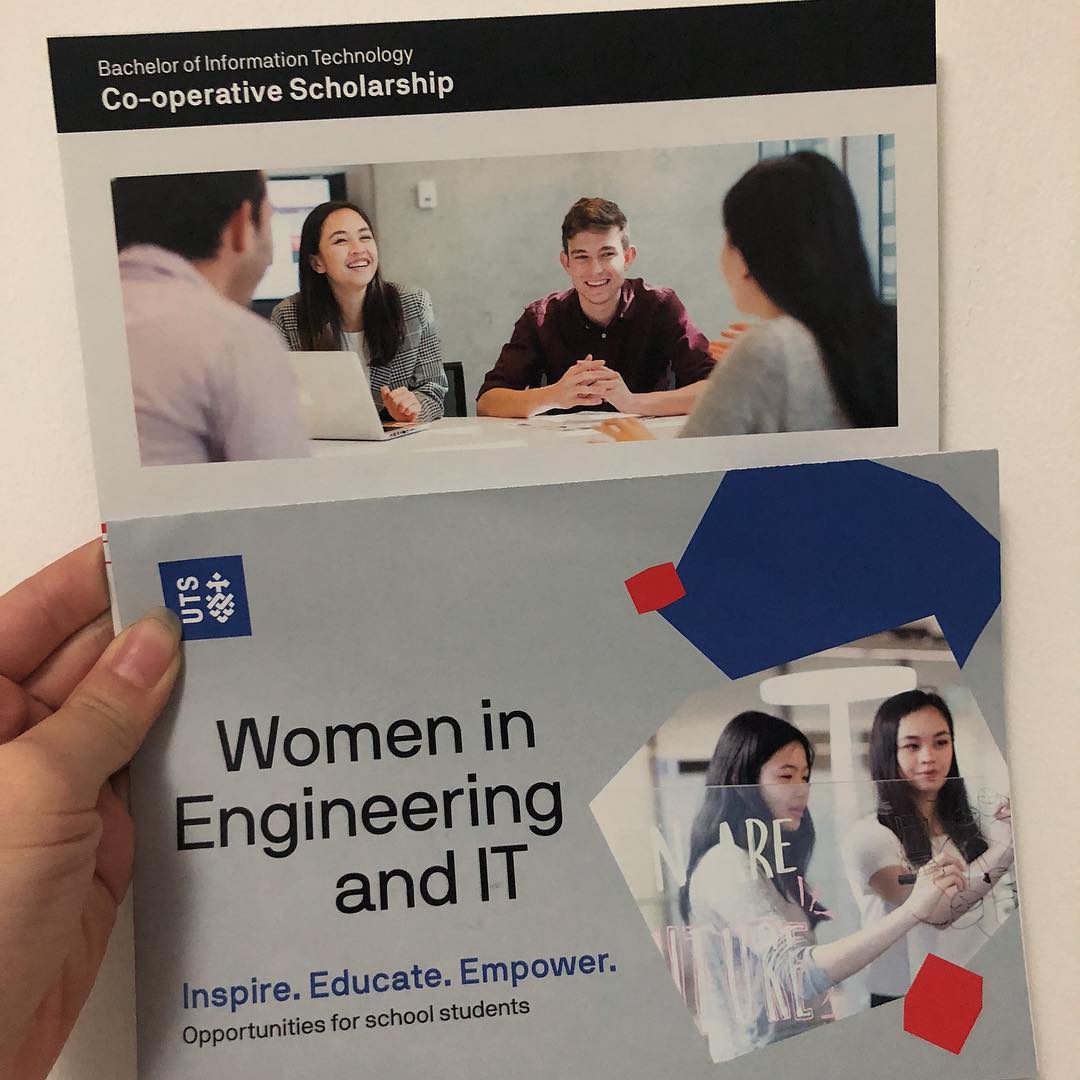 Bachelor of Information Technology
Co-operative Scholarship
UTS
Women in
Engineering
and IT
Inspire. Educate. Empower.
Opportunities for school students